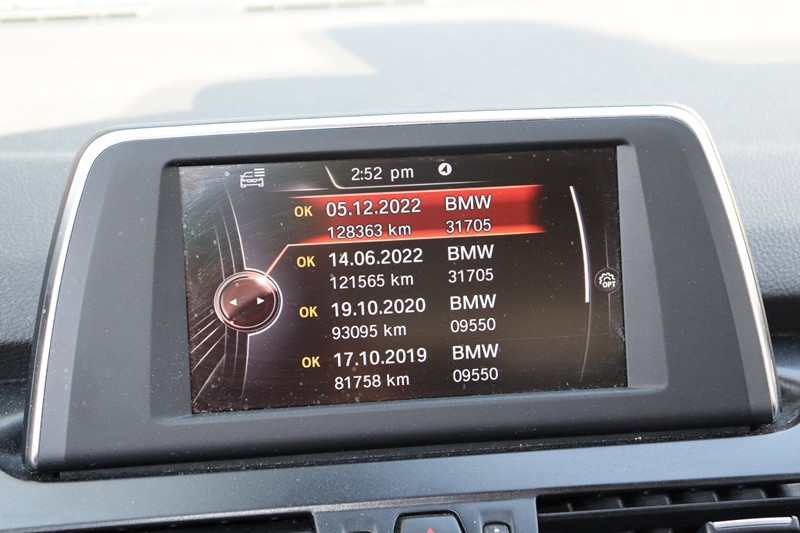 2:52 pm
OK 05.12.2022 BMW
128363 km 31705
OK 14.06.2022 BMW
121565 km 31705
OPT
OK 19.10.2020 BMW
93095 km 09550
OK 17.10.2019 BMW
81758 km 09550